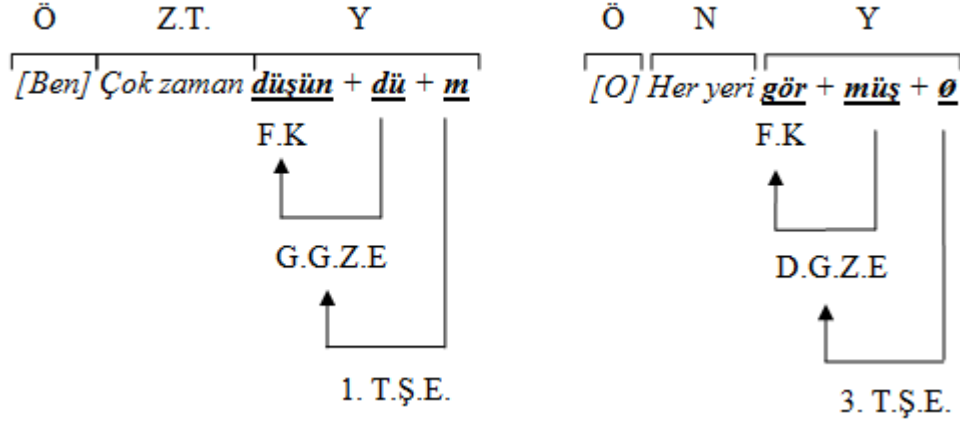 Ö Z.T. Y
[Ben] Çok zaman düşün + dü + m
F.K
G.G.Z.E
1. T.Ş.E.
Ö N Y
[O] Her yeri gör + müş + ø
F.K
D.G.Z.E
3. T.Ş.E.